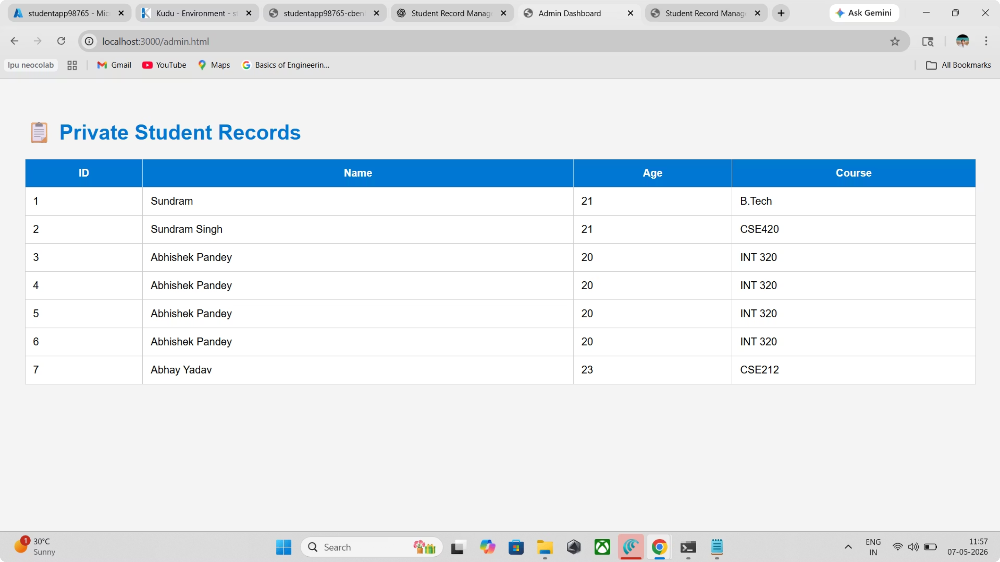 studentapp98765 - Mic
Kudu - Environment - s
studentapp98765-cben
Student Record Manag
Admin Dashboard
Student Record Manag
Ask Gemini
localhost:3000/admin.html
lpu neocolab
Gmail
YouTube
Maps
Basics of Engineerin...
All Bookmarks
Private Student Records
ID Name Age Course
1 Sundram 21 B.Tech
2 Sundram Singh 21 CSE420
3 Abhishek Pandey 20 INT 320
4 Abhishek Pandey 20 INT 320
5 Abhishek Pandey 20 INT 320
6 Abhishek Pandey 20 INT 320
7 Abhay Yadav 23 CSE212
1
30°C
Sunny
Search
ENG
IN
11:57
07-05-2026